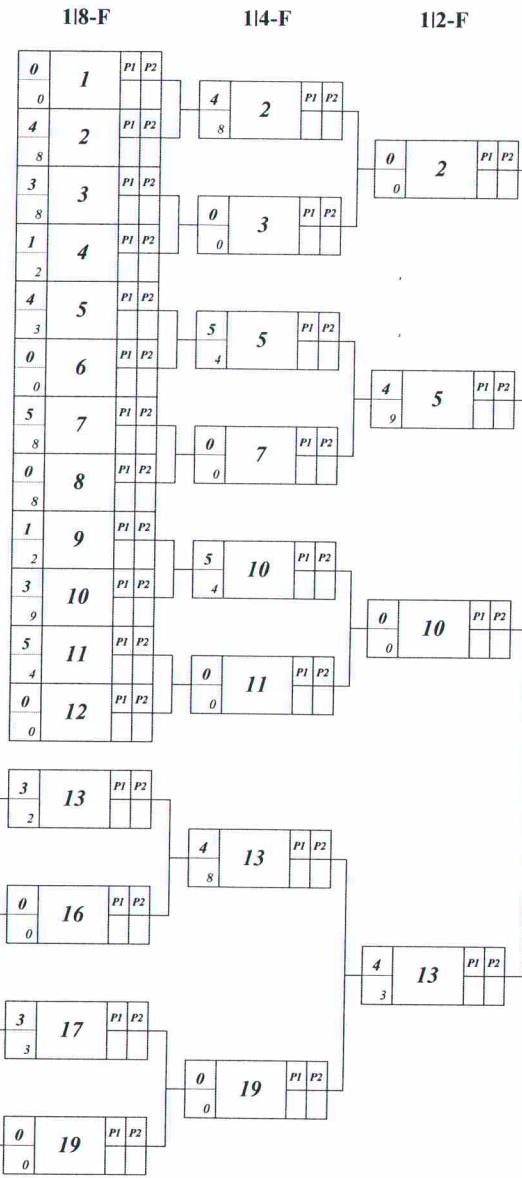 1|8-F 1|4-F 1|2-F
0 0 1 P1 P2
4 8 2 P1 P2
4 8 2 P1 P2
0 0 2 P1 P2
3 8 3 P1 P2
0 0 3 P1 P2
1 2 4 P1 P2
4 3 5 P1 P2
5 4 5 P1 P2
0 0 6 P1 P2
4 9 5 P1 P2
5 8 7 P1 P2
0 0 7 P1 P2
0 8 8 P1 P2
1 2 9 P1 P2
5 4 10 P1 P2
3 9 10 P1 P2
0 0 10 P1 P2
5 4 11 P1 P2
0 0 11 P1 P2
0 0 12 P1 P2
3 2 13 P1 P2
4 8 13 P1 P2
0 0 16 P1 P2
4 3 13 P1 P2
3 3 17 P1 P2
0 0 19 P1 P2
0 0 19 P1 P2